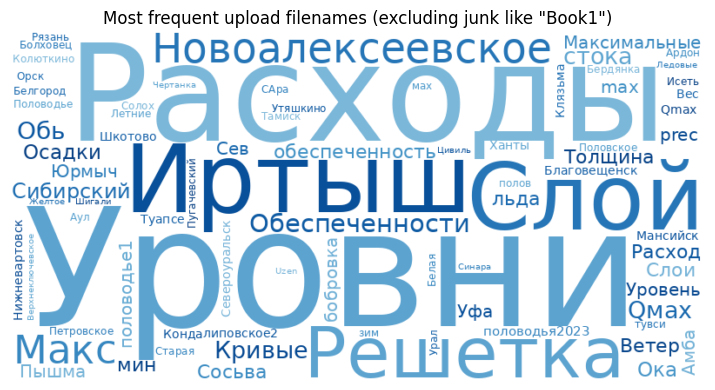 Most frequent upload filenames (excluding junk like "Book1")
Рязань
Болховец
Колюткино
Орск
Белгород
Половодье
Обь
Осадки
Юрмыч
Сибирский
Желтое
Шигали
Аул
Нижневартовск
Верхнеключевское
Расходы
Новоалексеевское
Максимальные
стока
Ардон
Ледовые
Бердянка
Исеть
Вес
max
Qmax
prec
Клязьма
Чертанка
САра
мах
Утяшкино
Тамиск
Солох
Летние
Шкотово
Сев
обеспеченность
Цивиль
Ханты
Половское
Толщина
Благовещенск
полов
льда
Иртыш
Слой
Пугачевский
Туапсе
Обеспеченности
Уровни
Североуральск
Uzen
бобровка
Белая
Синара
Мансийск
Расход
Слои
Уровень
Qmax
тувси
Уфа
половодье1
Петровское
Макс
Пышма
мин
Конда
липовское2
Старая
Кривые
Сосьва
зим
Решетка
Урал
половодья2023
Ветер
Ока
Амба